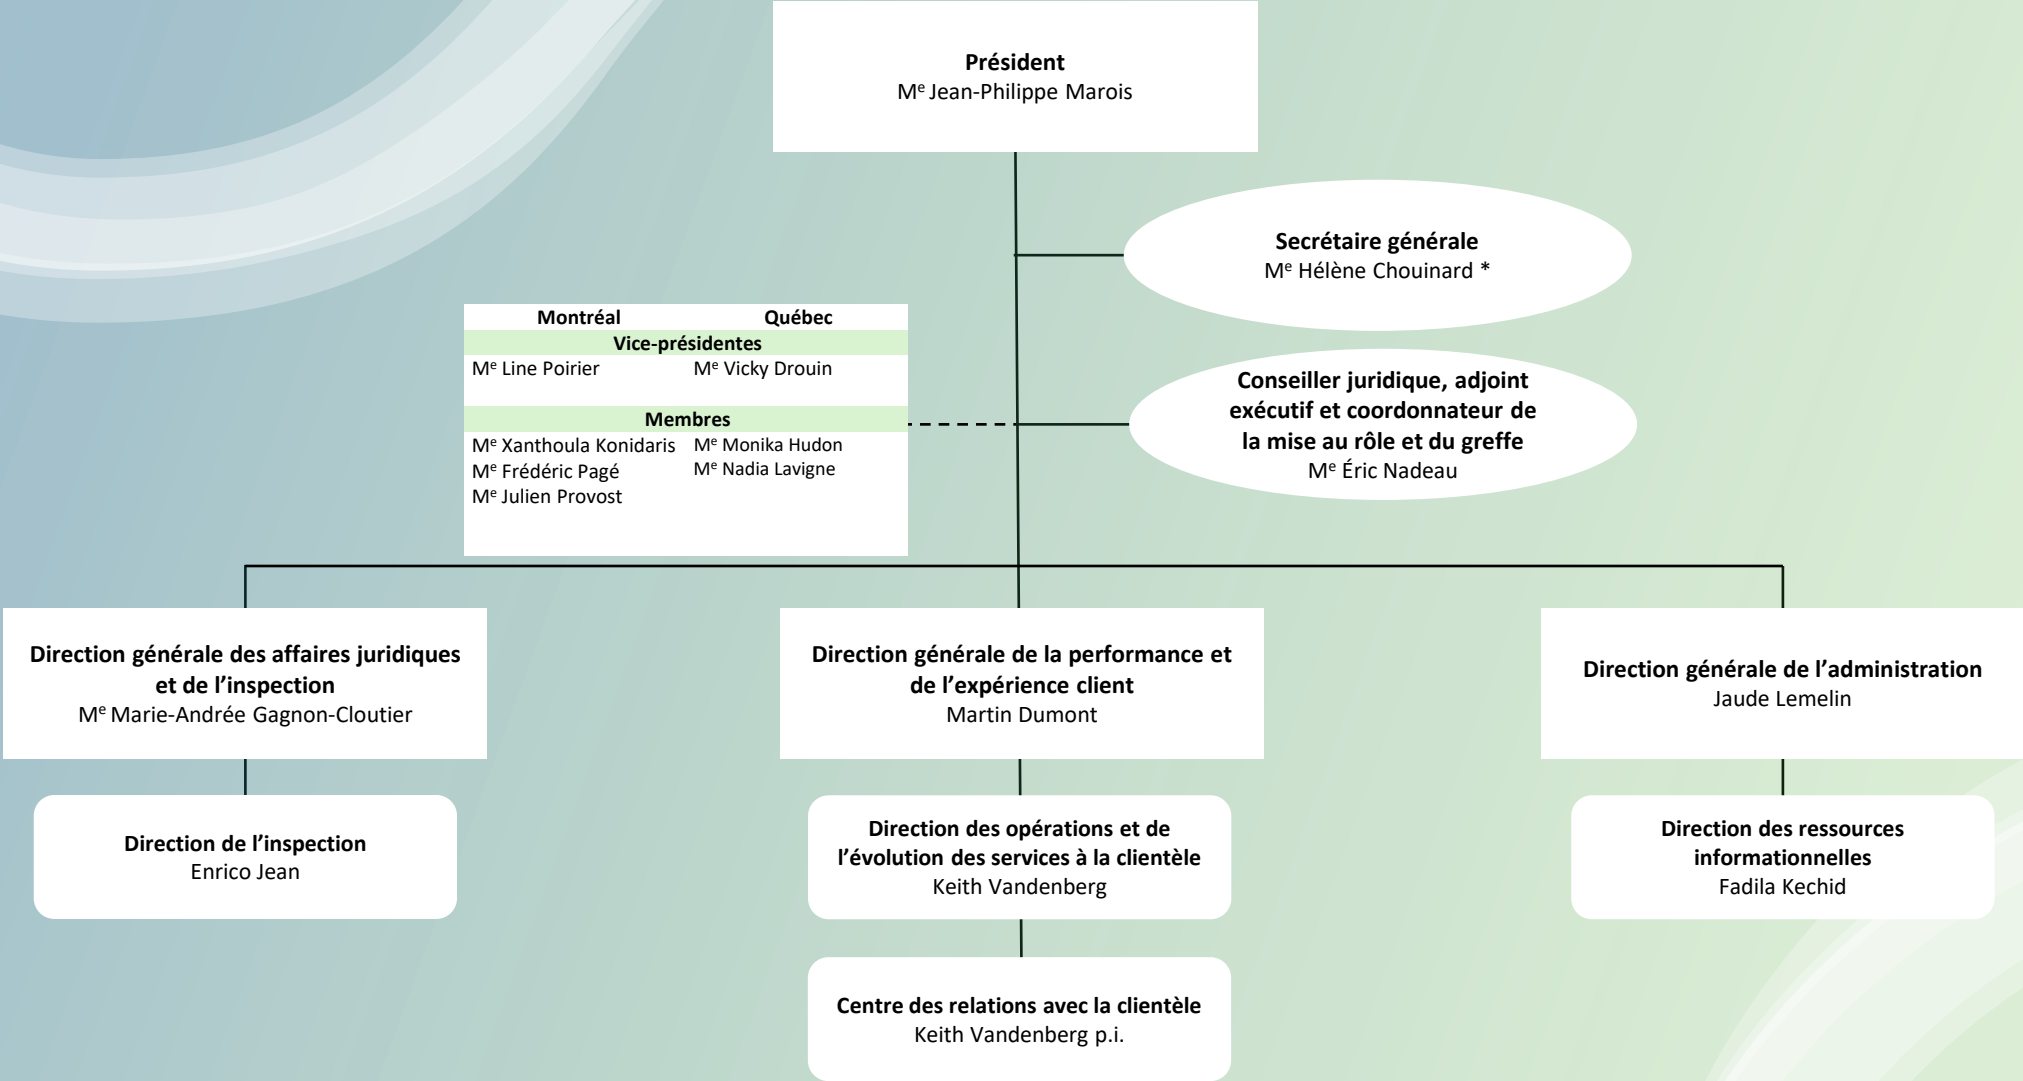 Président
Me Jean-Philippe Marois
Secrétaire générale
Me Hélène Chouinard *
Montréal Québec
Vice-présidentes
Me Line Poirier Me Vicky Drouin
Membres
Me Xanthoula Konidaris Me Monika Hudon
Me Frédéric Pagé Me Nadia Lavigne
Me Julien Provost
Conseiller juridique, adjoint
exécutif et coordonnateur de
la mise au rôle et du greffe
Me Éric Nadeau
Direction générale des affaires juridiques
et de l’inspection
Me Marie-Andrée Gagnon-Cloutier
Direction générale de la performance et
de l’expérience client
Martin Dumont
Direction générale de l’administration
Jaude Lemelin
Direction de l’inspection
Enrico Jean
Direction des opérations et de
l’évolution des services à la clientèle
Keith Vandenberg
Direction des ressources
informationnelles
Fadila Kechid
Centre des relations avec la clientèle
Keith Vandenberg p.i.